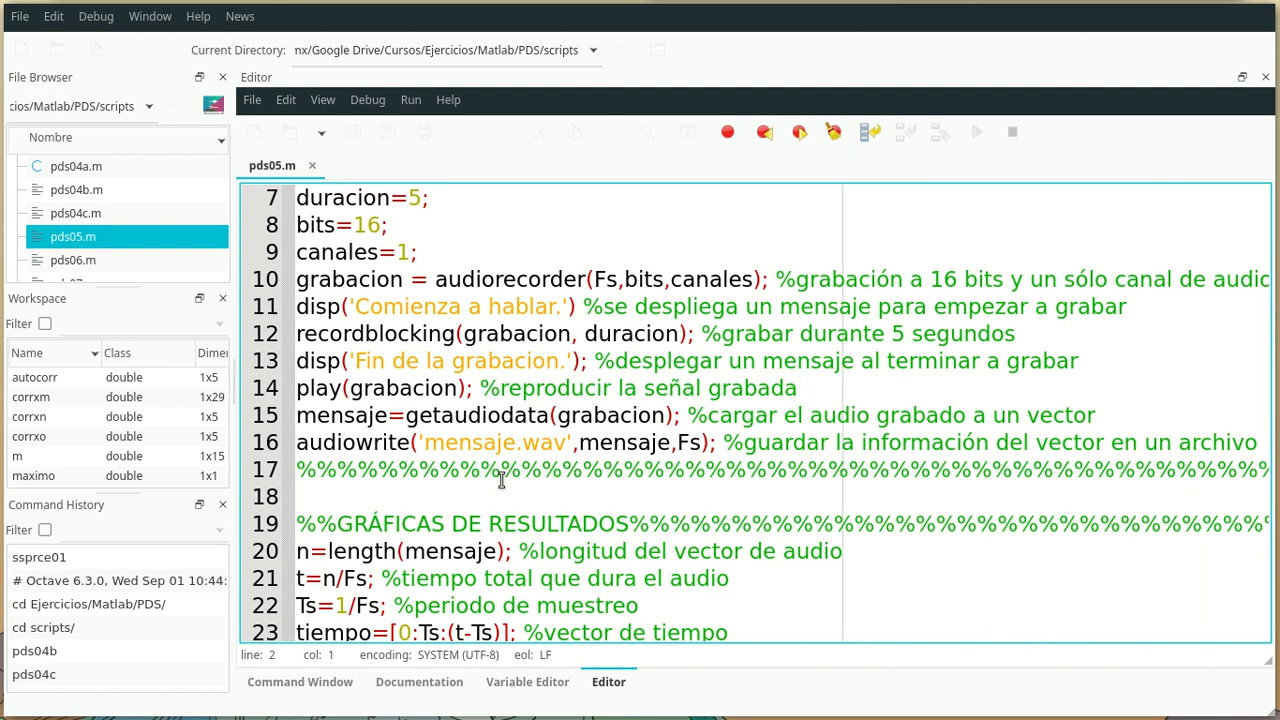 File Edit Debug Window Help News
Current Directory: nx/Google Drive/Cursos/Ejercicios/Matlab/PDS/scripts
File Browser
cios/Matlab/PDS/scripts
Nombre
pds04a.m
pds04b.m
pds04c.m
pds05.m
pds06.m
Workspace
Filter
Name Class Dimer
autocorr double 1x5
corrxm double 1x29
corrxn double 1x5
corrxo double 1x5
m double 1x15
maximo double 1x1
Command History
Filter
ssprce01
# Octave 6.3.0, Wed Sep 01 10:44:
cd Ejercicios/Matlab/PDS/
cd scripts/
pds04b
pds04c
Editor
File Edit View Debug Run Help
pds05.m
7 duracion=5;
8 bits=16;
9 canales=1;
10 grabacion = audiorecorder(Fs,bits,canales); %grabación a 16 bits y un sólo canal de audio
11 disp('Comienza a hablar.') %se despliega un mensaje para empezar a grabar
12 recordblocking(grabacion, duracion); %grabar durante 5 segundos
13 disp('Fin de la grabacion.'); %desplegar un mensaje al terminar a grabar
14 play(grabacion); %reproducir la señal grabada
15 mensaje=getaudiodata(grabacion); %cargar el audio grabado a un vector
16 audiowrite('mensaje.wav',mensaje,Fs); %guardar la información del vector en un archivo
17 %%%%%%%%%%%%%%%%%%%%%%%%%%%%%%%%%%%%%%%%%%%%%%%%
18
19 %%GRÁFICAS DE RESULTADOS%%%%%%%%%%%%%%%%%%%%%%%%%%%%%%%%
20 n=length(mensaje); %longitud del vector de audio
21 t=n/Fs; %tiempo total que dura el audio
22 Ts=1/Fs; %periodo de muestreo
23 tiempo=[0:Ts:(t-Ts)]; %vector de tiempo
line: 2 col: 1 encoding: SYSTEM (UTF-8) eol: LF
Command Window Documentation Variable Editor Editor